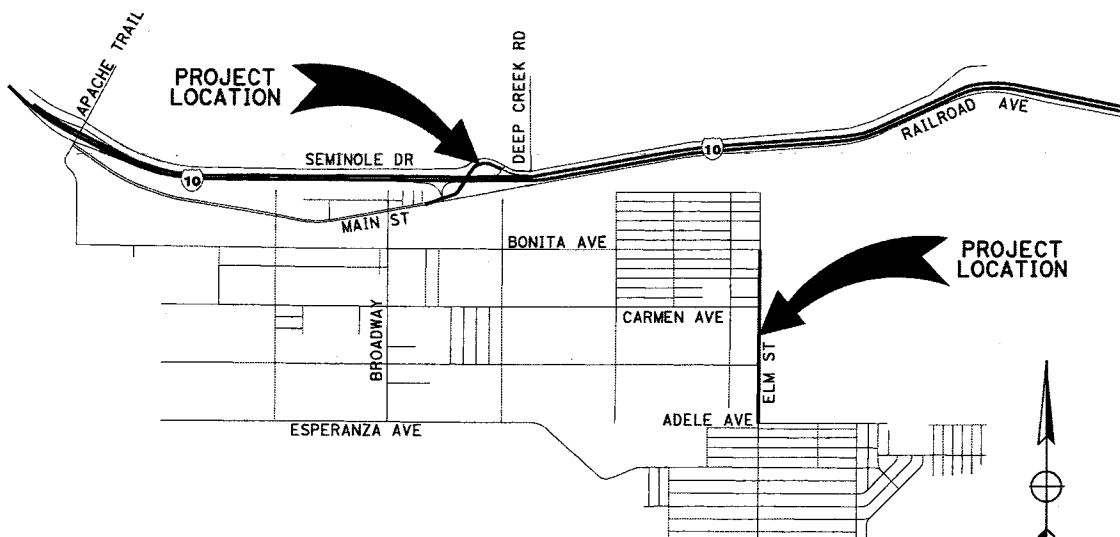 APACHE TRAIL
PROJECT
LOCATION
DEEP CREEK RD
SEMINOLE DR
10
10
RAILROAD AVE
MAIN ST
BONITA AVE
PROJECT
LOCATION
CARMEN AVE
BROADWAY
ELM ST
ADELE AVE
ESPERANZA AVE